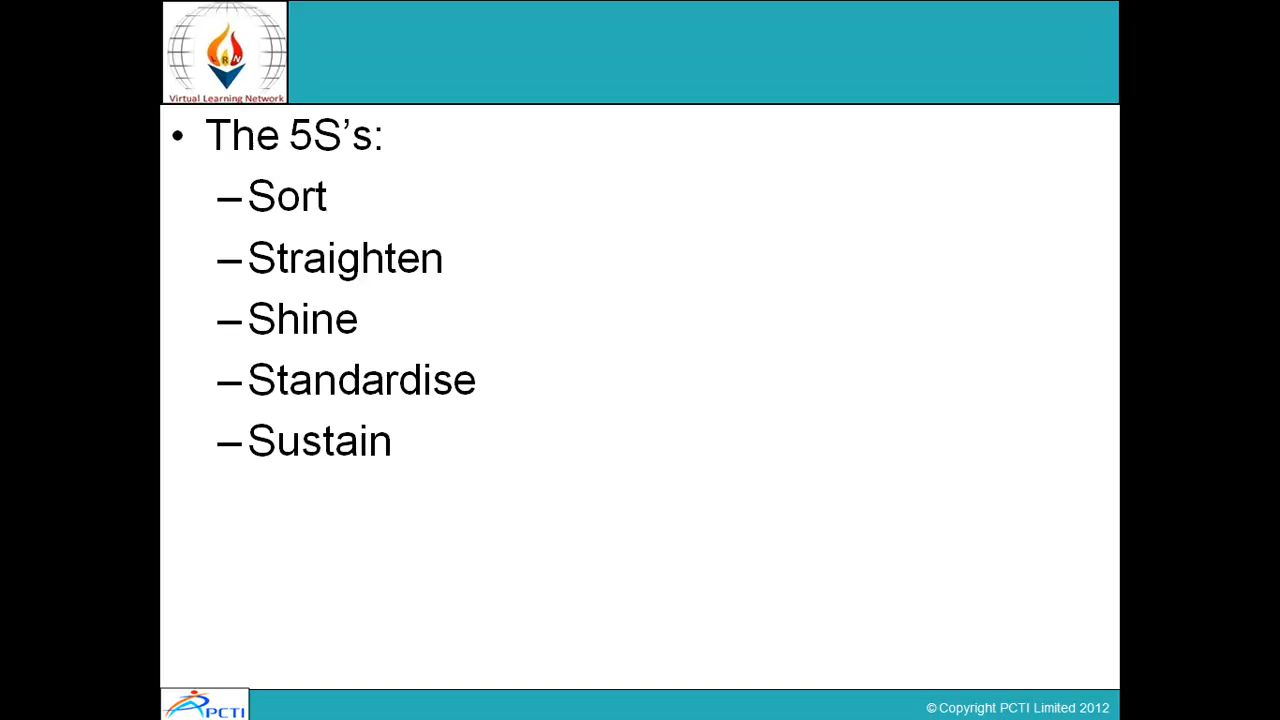 Virtual Learning Network
• The 5S’s:
–Sort
–Straighten
–Shine
–Standardise
–Sustain
PCTI
© Copyright PCTI Limited 2012